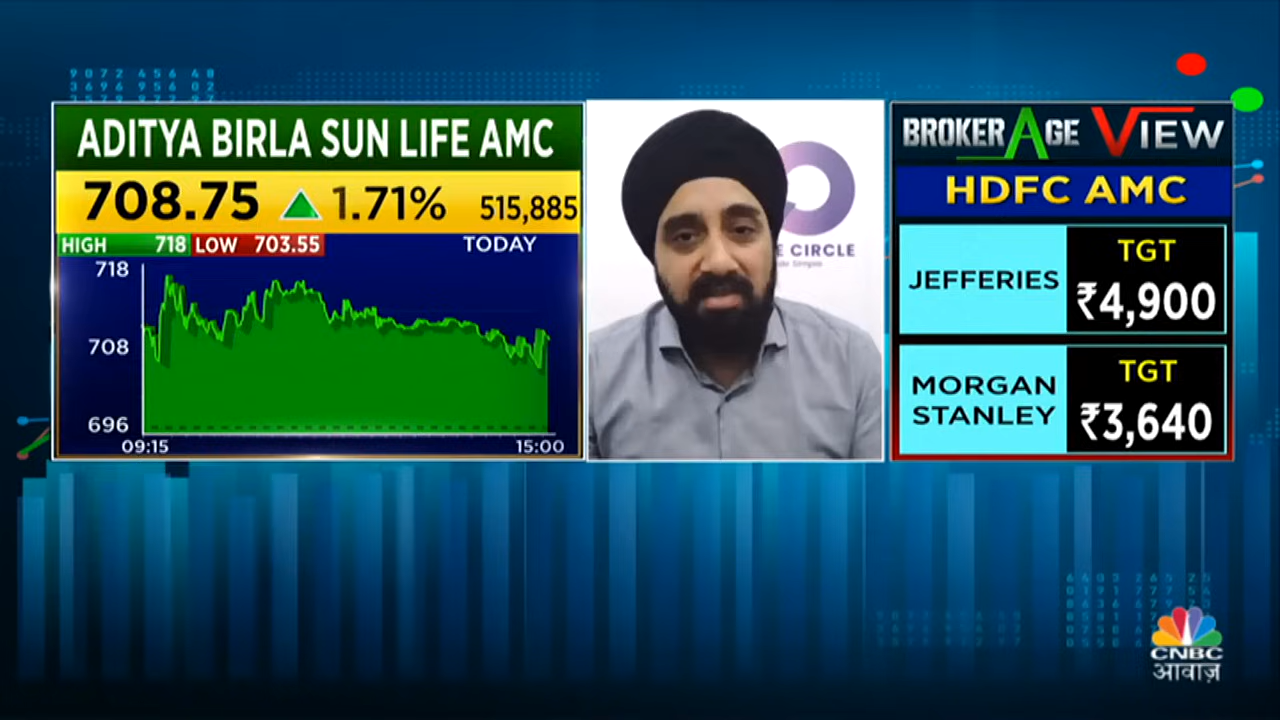 ADITYA BIRLA SUN LIFE AMC
708.75 1.71% 515,885
HIGH 718 LOW 703.55 TODAY
718
708
696
09:15 15:00
CIRCLE
BROKERAGE VIEW
HDFC AMC
JEFFERIES
TGT
₹4,900
MORGAN
STANLEY
TGT
₹3,640
CNBC
आवाज़